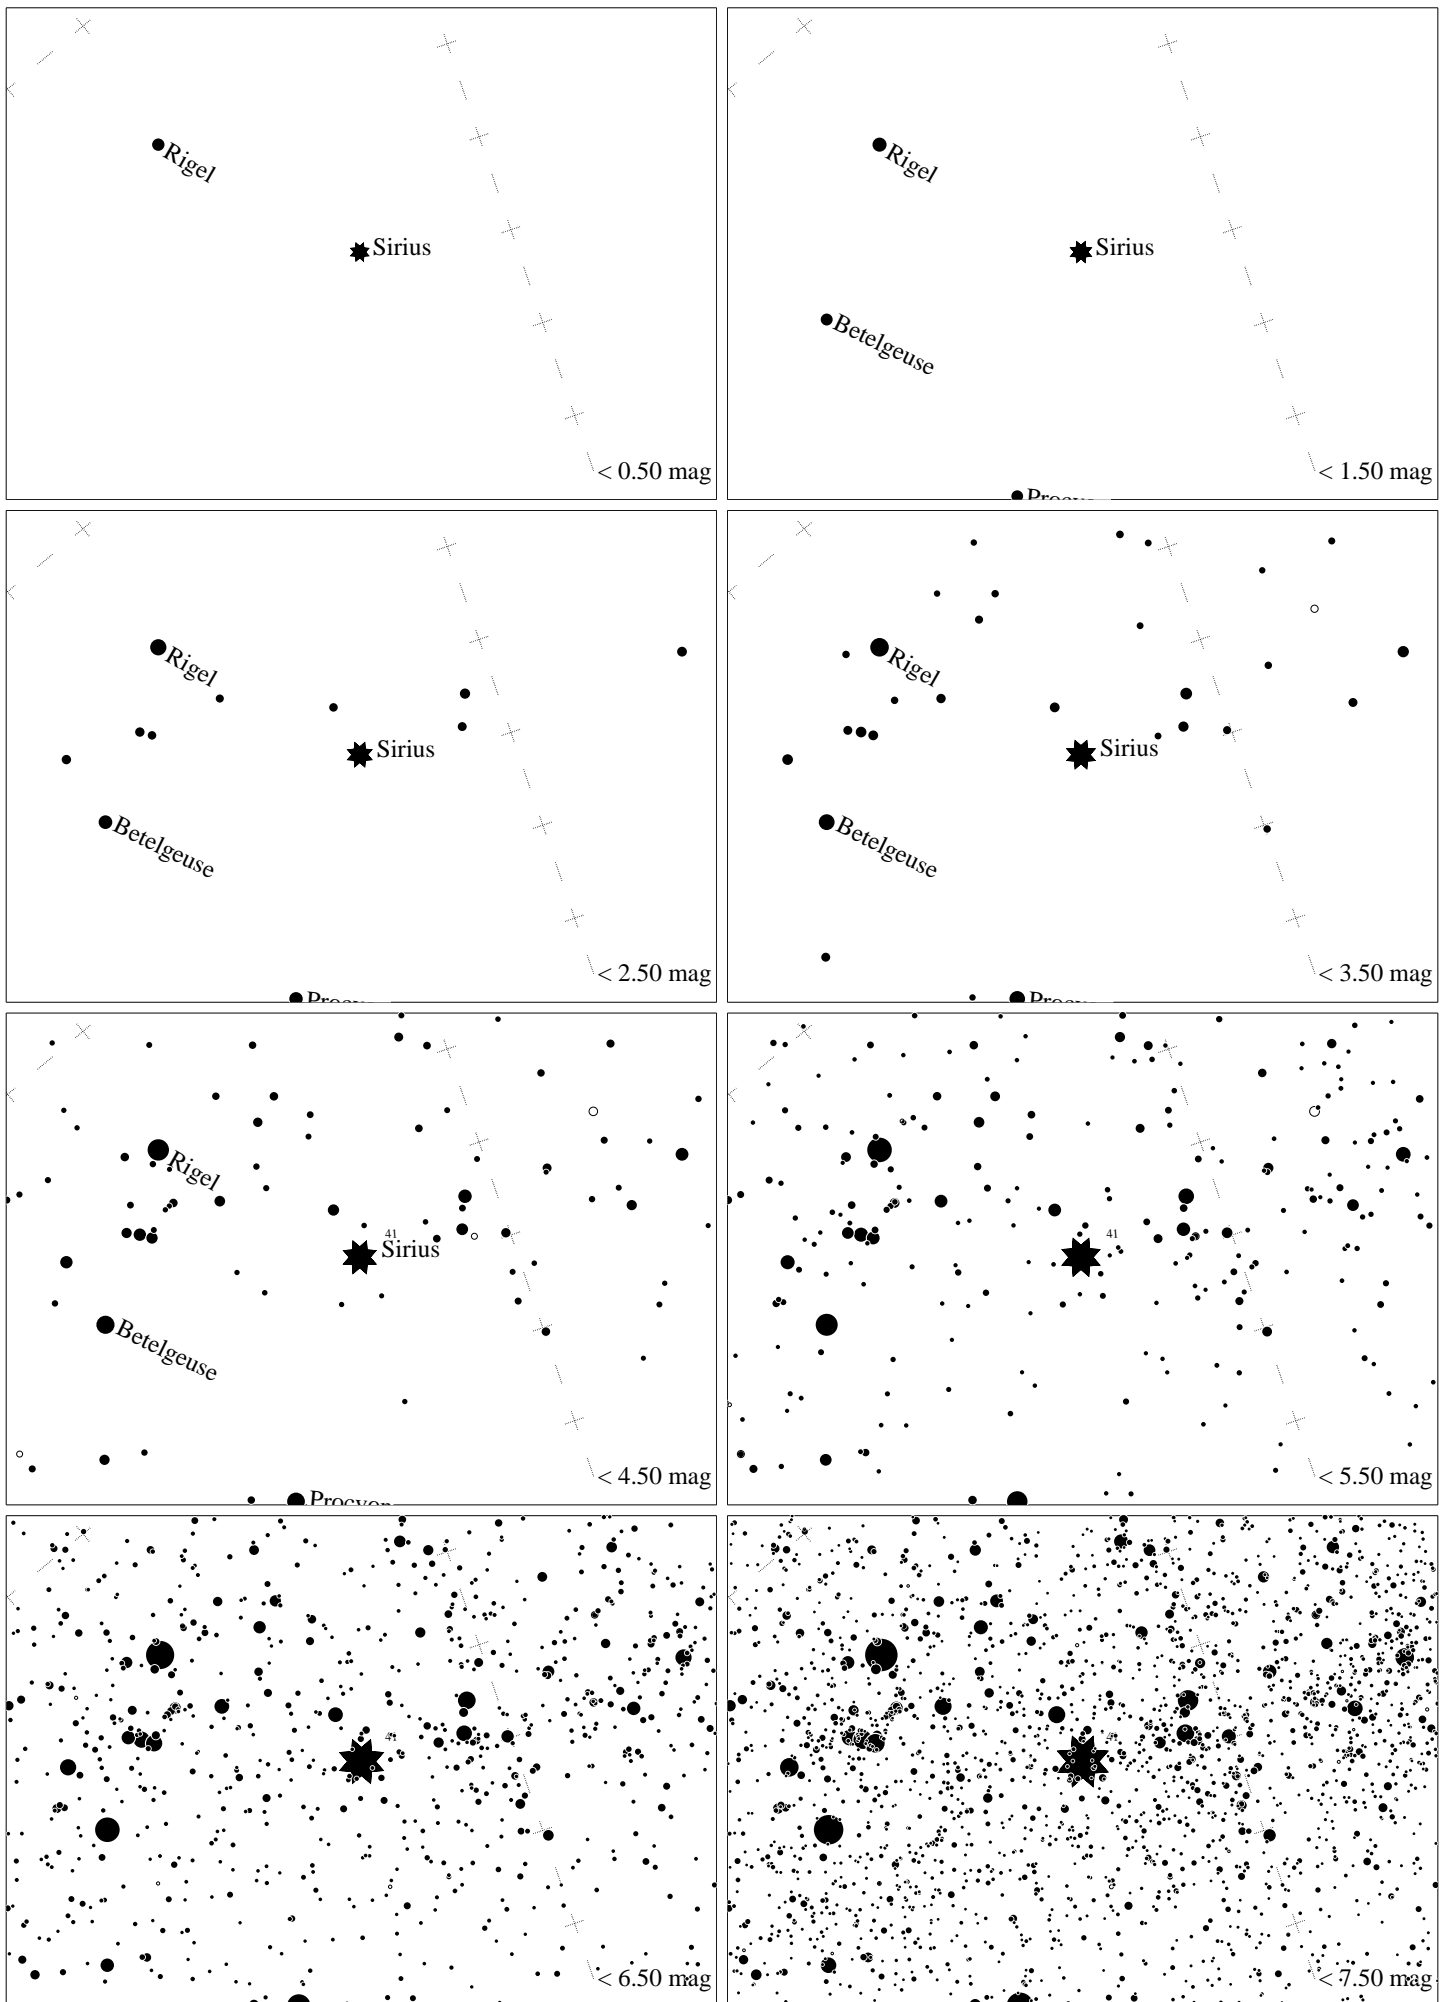 Rigel
Sirius
< 0.50 mag
Rigel
Sirius
Betelgeuse
< 1.50 mag
Rigel
Sirius
Betelgeuse
< 2.50 mag
Rigel
Sirius
Betelgeuse
< 3.50 mag
Rigel
41
Sirius
Betelgeuse
< 4.50 mag
Procyon
41
< 5.50 mag
< 6.50 mag
< 7.50 mag